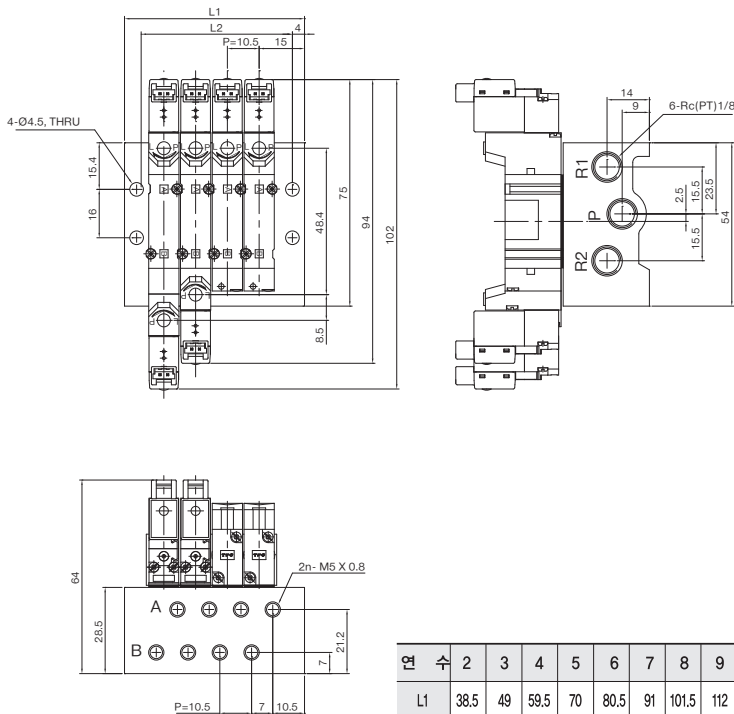 L1
L2
4
P=10.5
15
4-Ø4.5, THRU
15.4
16
48.4
8.5
75
94
102
L P L P L P L P
14
9
6-Rc(PT)1/8
R1
P
R2
2.5
15.5
23.5
15.5
54
2n- M5 X 0.8
A
B
64
28.5
21.2
7
P=10.5
7
10.5
연 수 2 3 4 5 6 7 8 9
L1 38.5 49 59.5 70 80.5 91 101.5 112